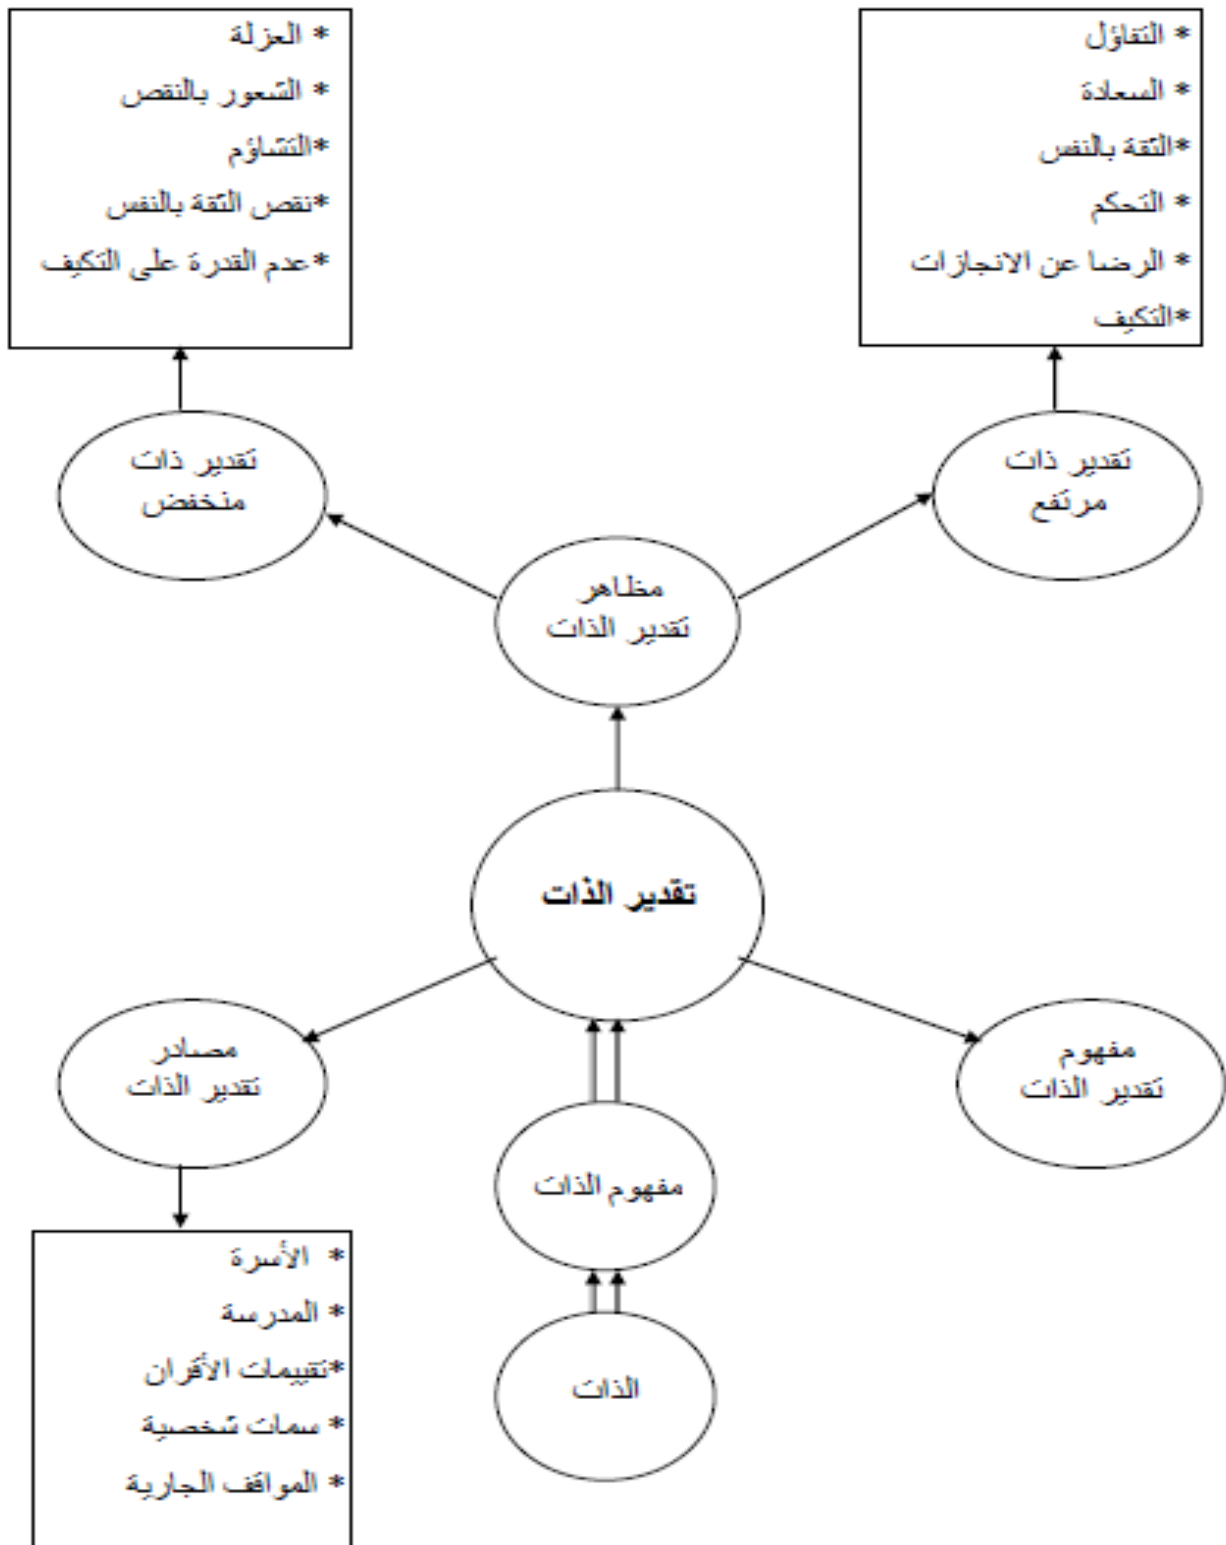 * التفاؤل
* السعادة
*الثقة بالنفس
* التحكم
* الرضا عن الانجازات
*التكيف
* العزلة
* الشعور بالنقص
*التشاؤم
*نقص الثقة بالنفس
*عدم القدرة على التكيف
تقدير ذات
مرتفع
تقدير ذات
منخفض
مظاهر
تقدير الذات
تقدير الذات
مفهوم
تقدير الذات
مصادر
تقدير الذات
مفهوم الذات
الذات
* الأسرة
* المدرسة
*تقييمات الأقران
* سمات شخصية
* المواقف الجارية